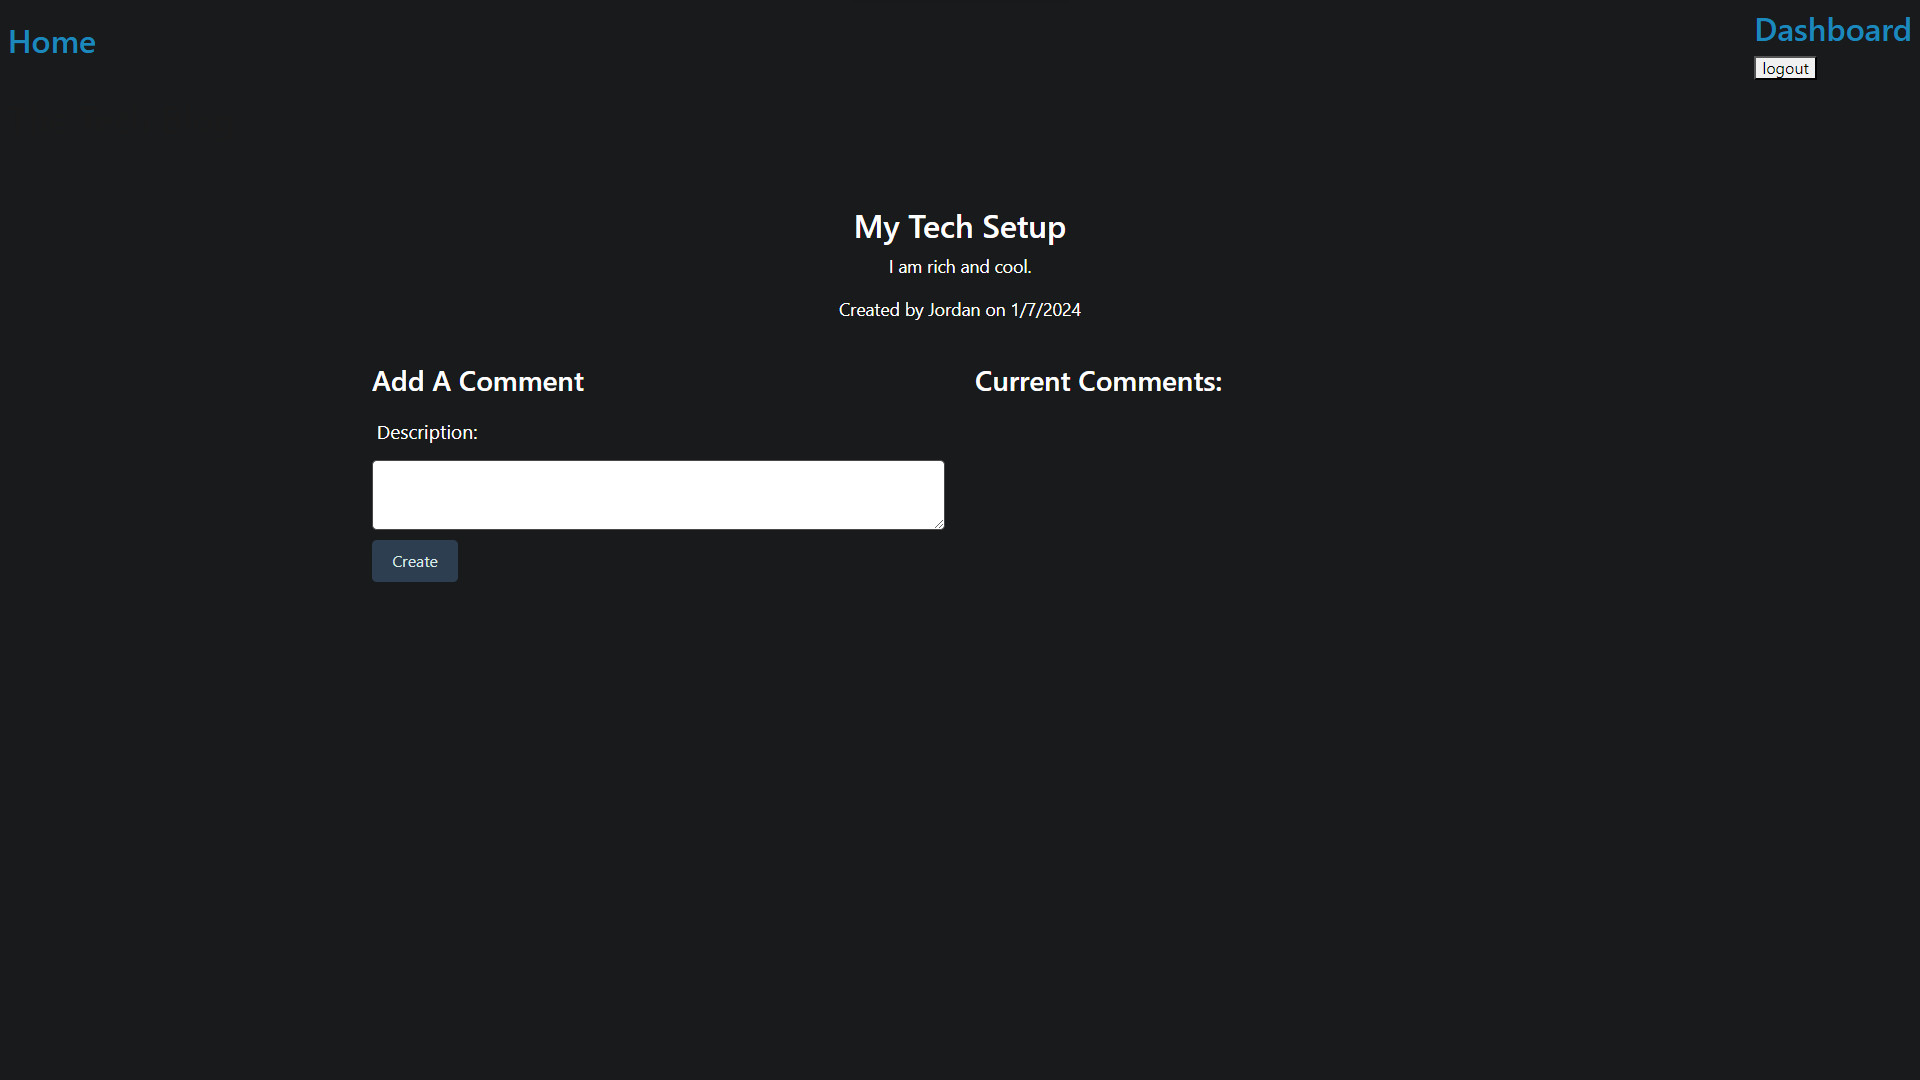 Home
Dashboard
logout
My Tech Setup
I am rich and cool.
Created by Jordan on 1/7/2024
Add A Comment
Description:
Create
Current Comments: